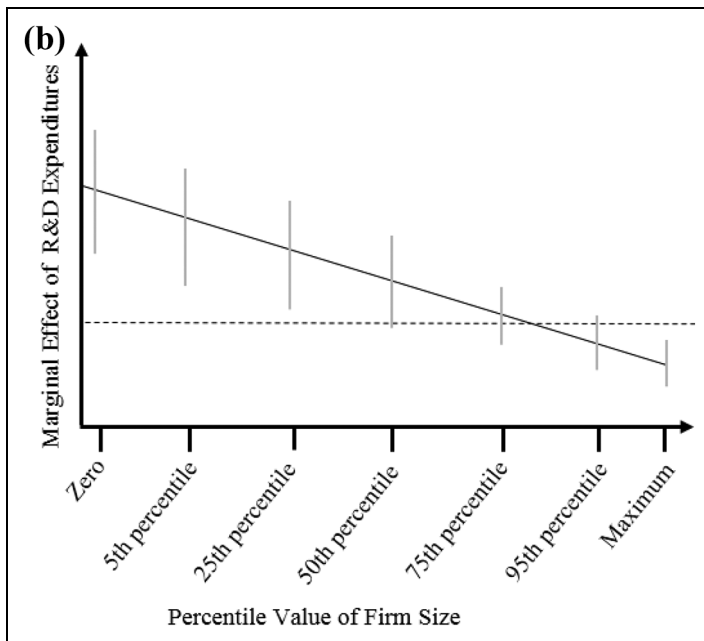 (b)
Marginal Effect of R&D Expenditures
Zero
5th percentile
25th percentile
50th percentile
75th percentile
95th percentile
Maximum
Percentile Value of Firm Size